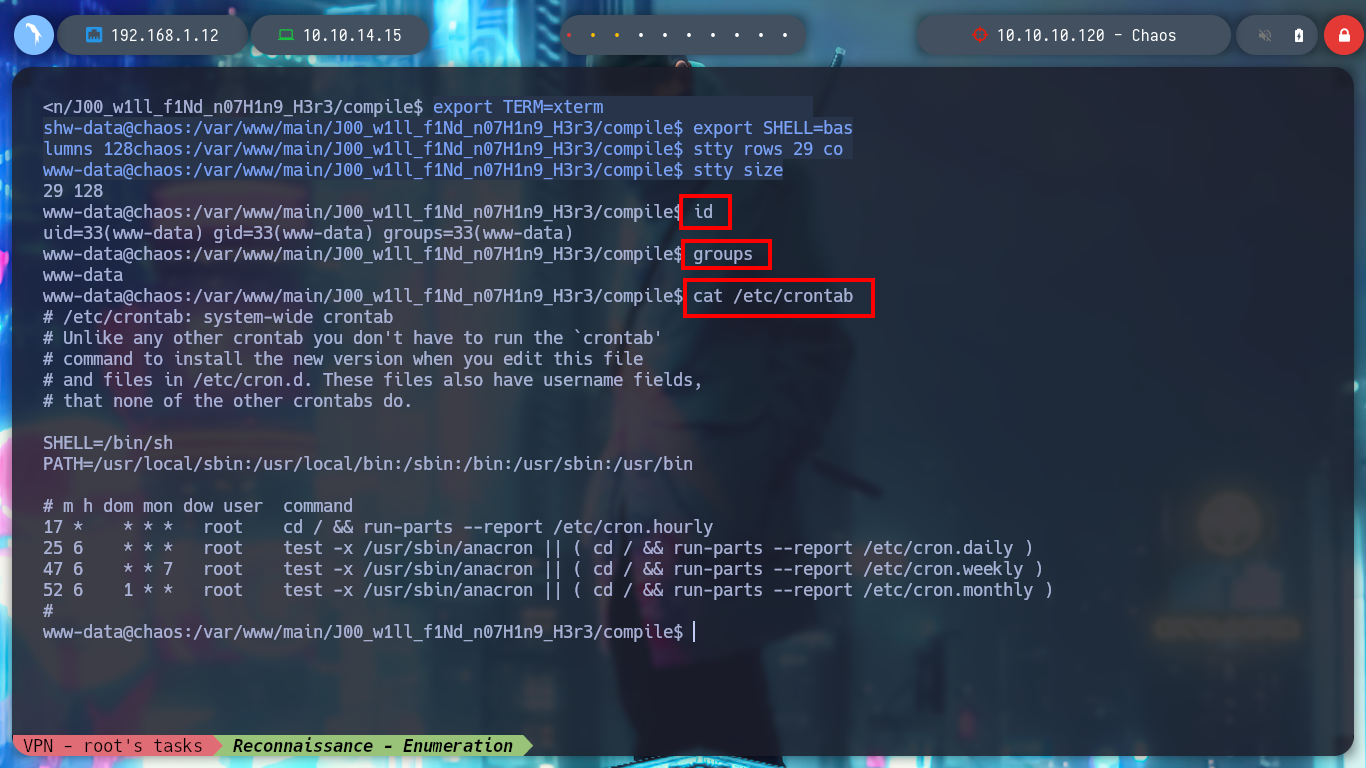 192.168.1.12
10.10.14.15
10.10.10.120 - Chaos
<n/J00_w1ll_f1Nd_n07H1n9_H3r3/compile$ export TERM=xterm
shw-data@chaos:/var/www/main/J00_w1ll_f1Nd_n07H1n9_H3r3/compile$ export SHELL=bas
lumns 128chaos:/var/www/main/J00_w1ll_f1Nd_n07H1n9_H3r3/compile$ stty rows 29 co
www-data@chaos:/var/www/main/J00_w1ll_f1Nd_n07H1n9_H3r3/compile$ stty size
29 128
www-data@chaos:/var/www/main/J00_w1ll_f1Nd_n07H1n9_H3r3/compile$ id
uid=33(www-data) gid=33(www-data) groups=33(www-data)
www-data@chaos:/var/www/main/J00_w1ll_f1Nd_n07H1n9_H3r3/compile$ groups
www-data
www-data@chaos:/var/www/main/J00_w1ll_f1Nd_n07H1n9_H3r3/compile$ cat /etc/crontab
# /etc/crontab: system-wide crontab
# Unlike any other crontab you don't have to run the `crontab'
# command to install the new version when you edit this file
# and files in /etc/cron.d. These files also have username fields,
# that none of the other crontabs do.
SHELL=/bin/sh
PATH=/usr/local/sbin:/usr/local/bin:/sbin:/bin:/usr/sbin:/usr/bin
# m h dom mon dow user  command
17 *    * * *   root    cd / && run-parts --report /etc/cron.hourly
25 6    * * *   root    test -x /usr/sbin/anacron || ( cd / && run-parts --report /etc/cron.daily )
47 6    * * 7   root    test -x /usr/sbin/anacron || ( cd / && run-parts --report /etc/cron.weekly )
52 6    1 * *   root    test -x /usr/sbin/anacron || ( cd / && run-parts --report /etc/cron.monthly )
#
www-data@chaos:/var/www/main/J00_w1ll_f1Nd_n07H1n9_H3r3/compile$
VPN - root's tasks
Reconnaissance - Enumeration